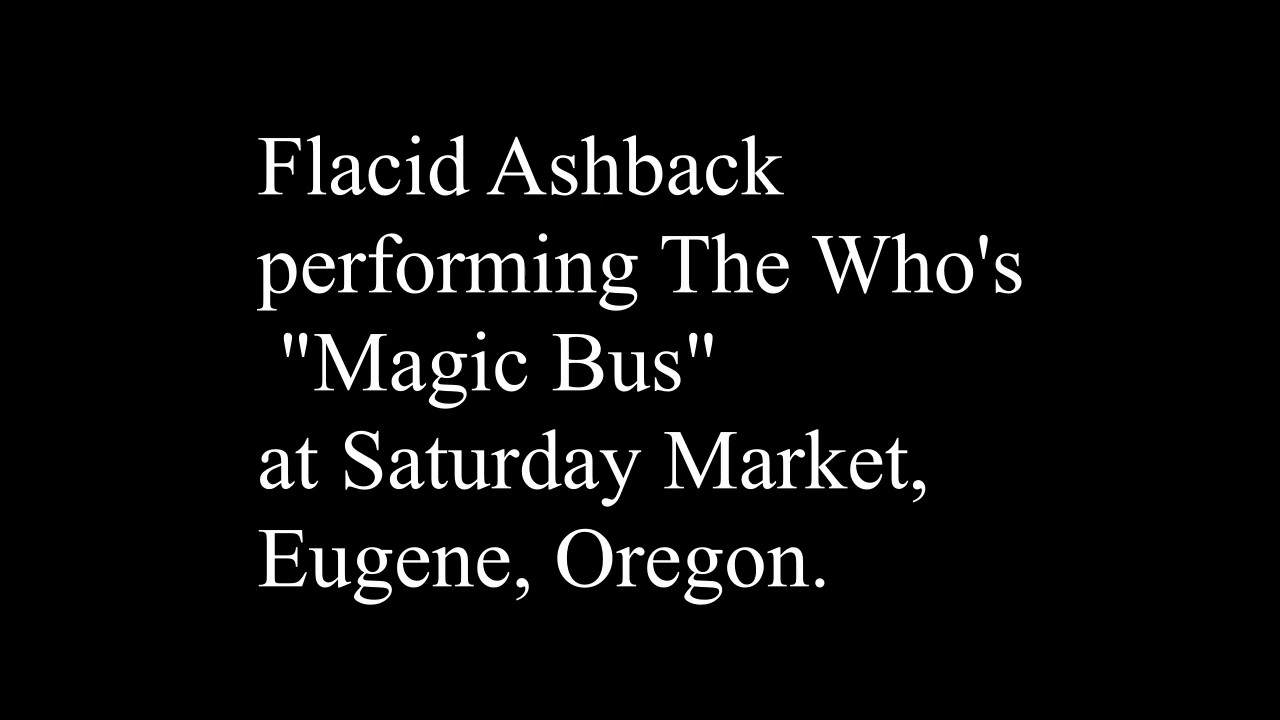 Flacid Ashback
performing The Who's
"Magic Bus"
at Saturday Market,
Eugene, Oregon.